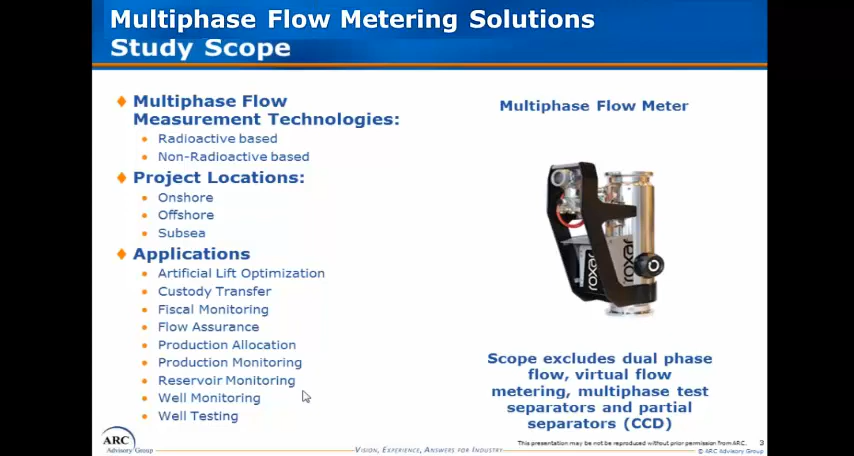 Multiphase Flow Metering Solutions
Study Scope
Multiphase Flow
Measurement Technologies:
Radioactive based
Non-Radioactive based
Project Locations:
Onshore
Offshore
Subsea
Applications
Artificial Lift Optimization
Custody Transfer
Fiscal Monitoring
Flow Assurance
Production Allocation
Production Monitoring
Reservoir Monitoring
Well Monitoring
Well Testing
Multiphase Flow Meter
roxar
roxar
Scope excludes dual phase
flow, virtual flow
metering, multiphase test
separators and partial
separators (CCD)
ARC
Advisory Group
VISION, EXPERIENCE, ANSWERS FOR INDUSTRY
This presentation may be not be reproduced without prior permission from ARC.
3
© ARC Advisory Group